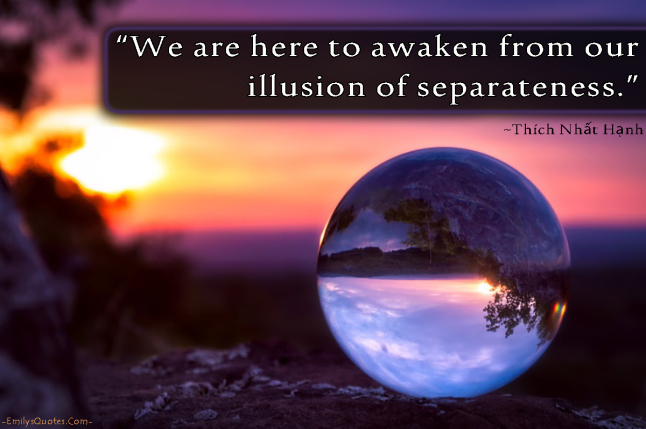 “We are here to awaken from our
illusion of separateness.”
~Thích Nhất Hạnh
-EmilysQuotes.Com-